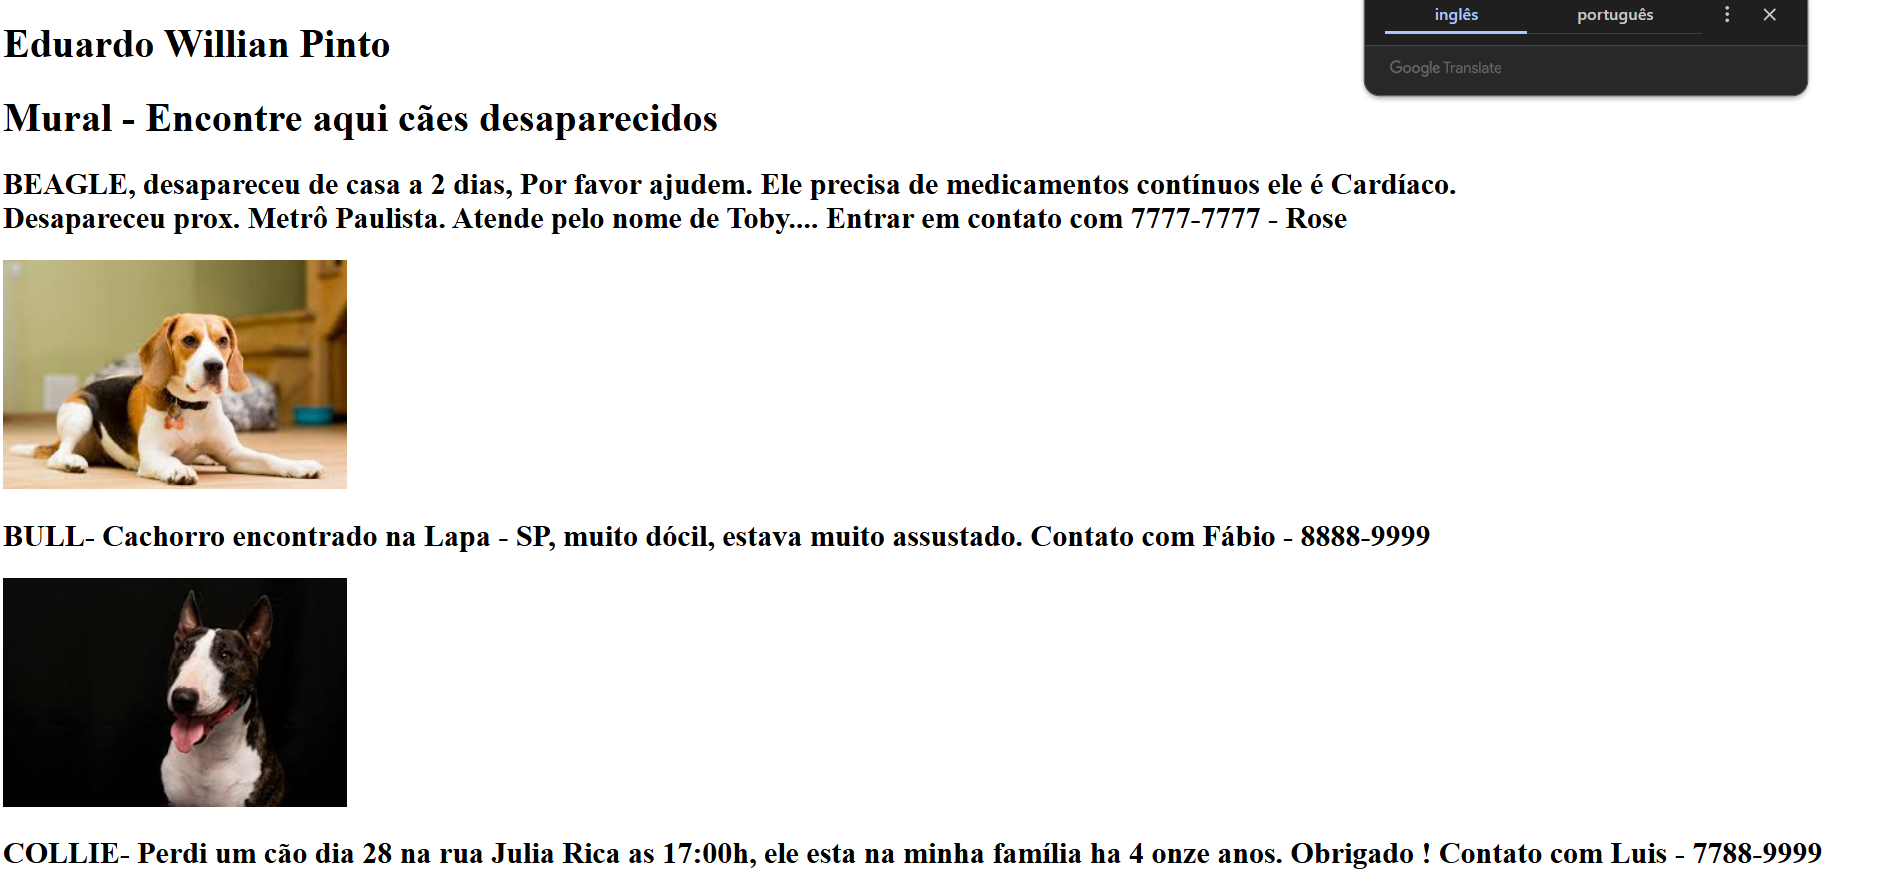 inglês português
Google Translate
Eduardo Willian Pinto
Mural - Encontre aqui cães desaparecidos
BEAGLE, desapareceu de casa a 2 dias, Por favor ajudem. Ele precisa de medicamentos contínuos ele é Cardíaco.
Desapareceu prox. Metrô Paulista. Atende pelo nome de Toby.... Entrar em contato com 7777-7777 - Rose
BULL- Cachorro encontrado na Lapa - SP, muito dócil, estava muito assustado. Contato com Fábio - 8888-9999
COLLIE- Perdi um cão dia 28 na rua Julia Rica as 17:00h, ele esta na minha família ha 4 onze anos. Obrigado ! Contato com Luis - 7788-9999